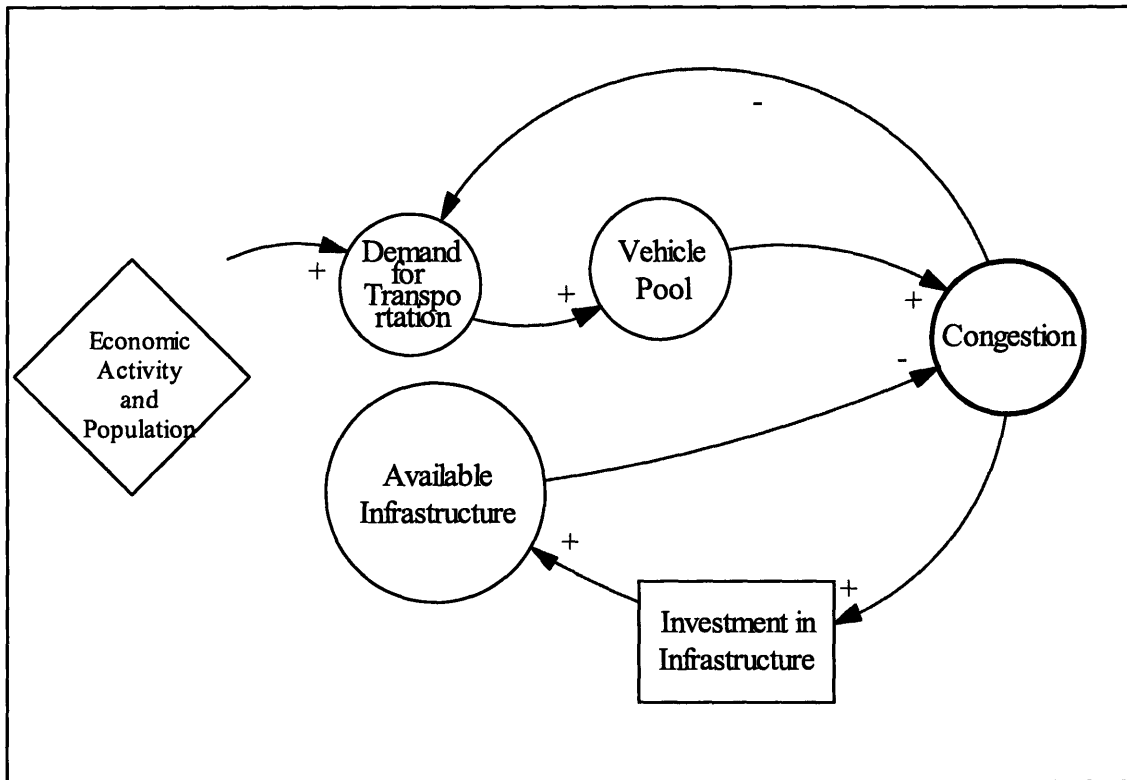 -
+
Demand
for
Transpo
rtation
+
Vehicle
Pool
+
Congestion
-
Economic
Activity
and
Population
Available
Infrastructure
+
+
Investment in
Infrastructure